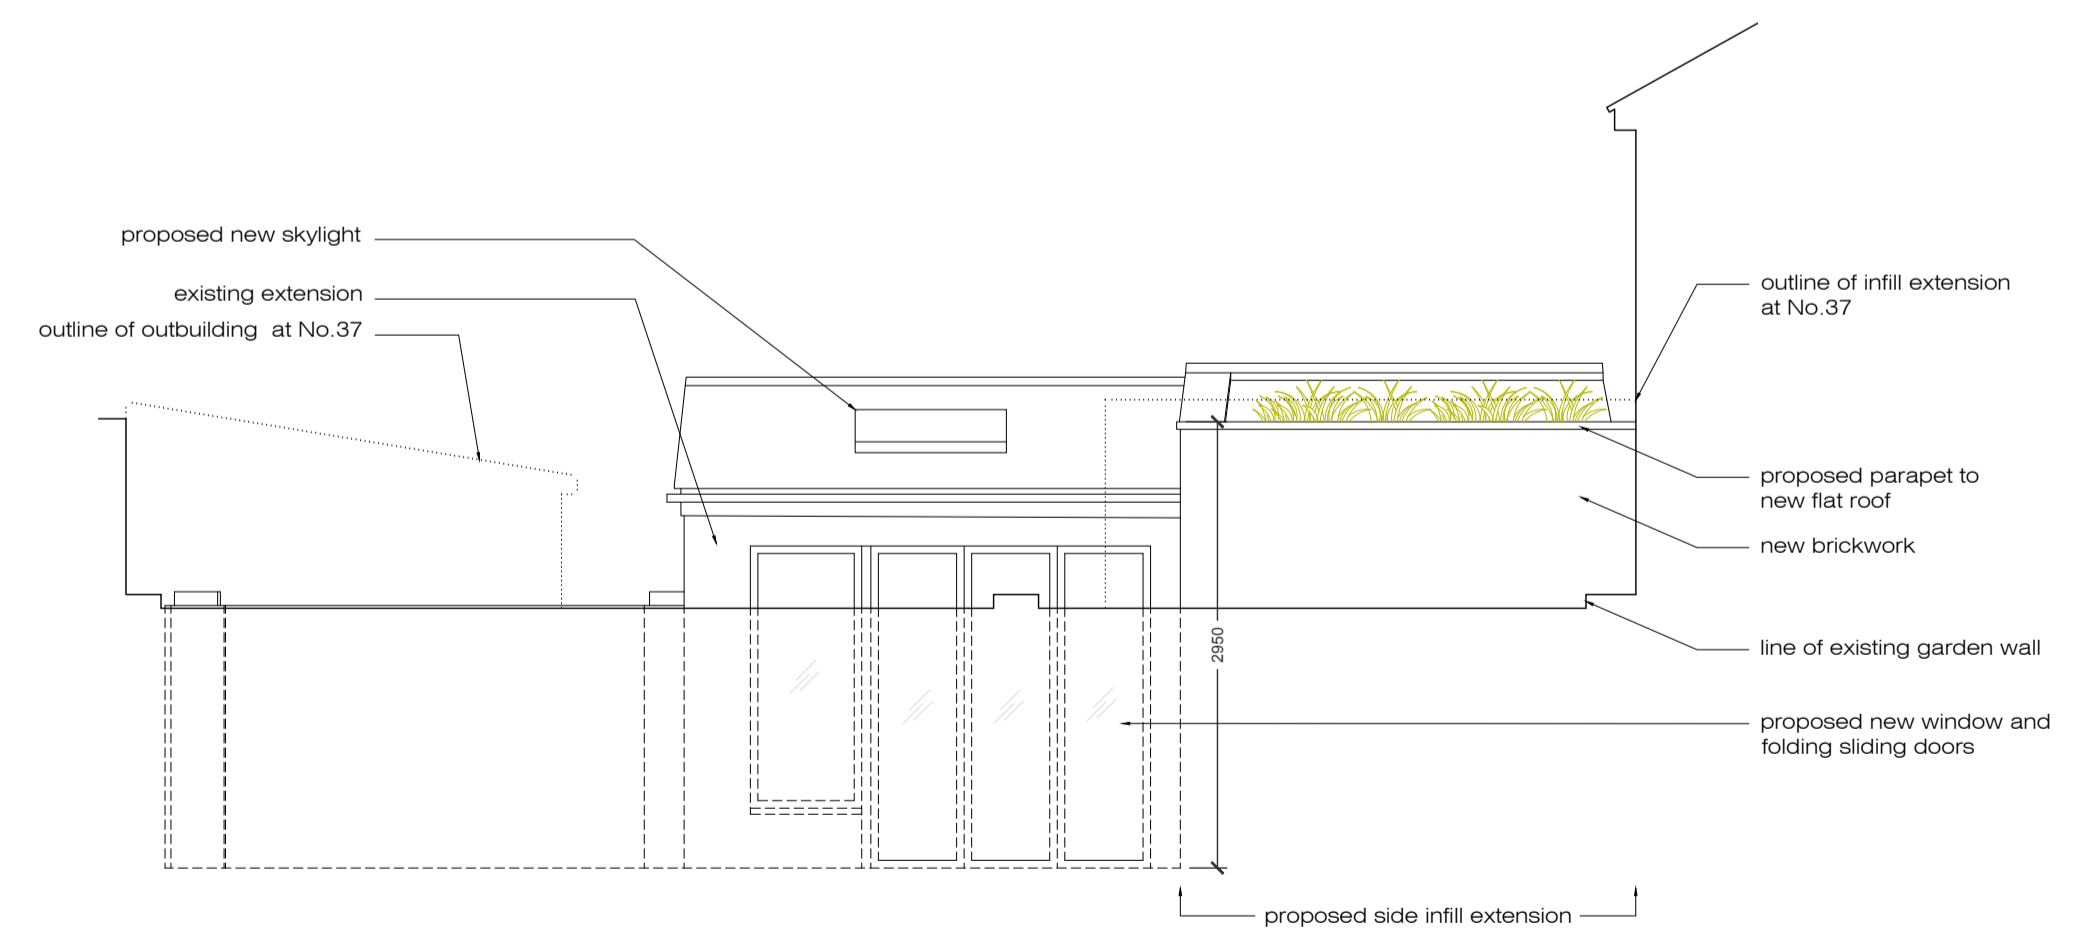 proposed new skylight
existing extension
outline of outbuilding at No.37
outline of infill extension
at No.37
proposed parapet to
new flat roof
new brickwork
line of existing garden wall
proposed new window and
folding sliding doors
2950
proposed side infill extension